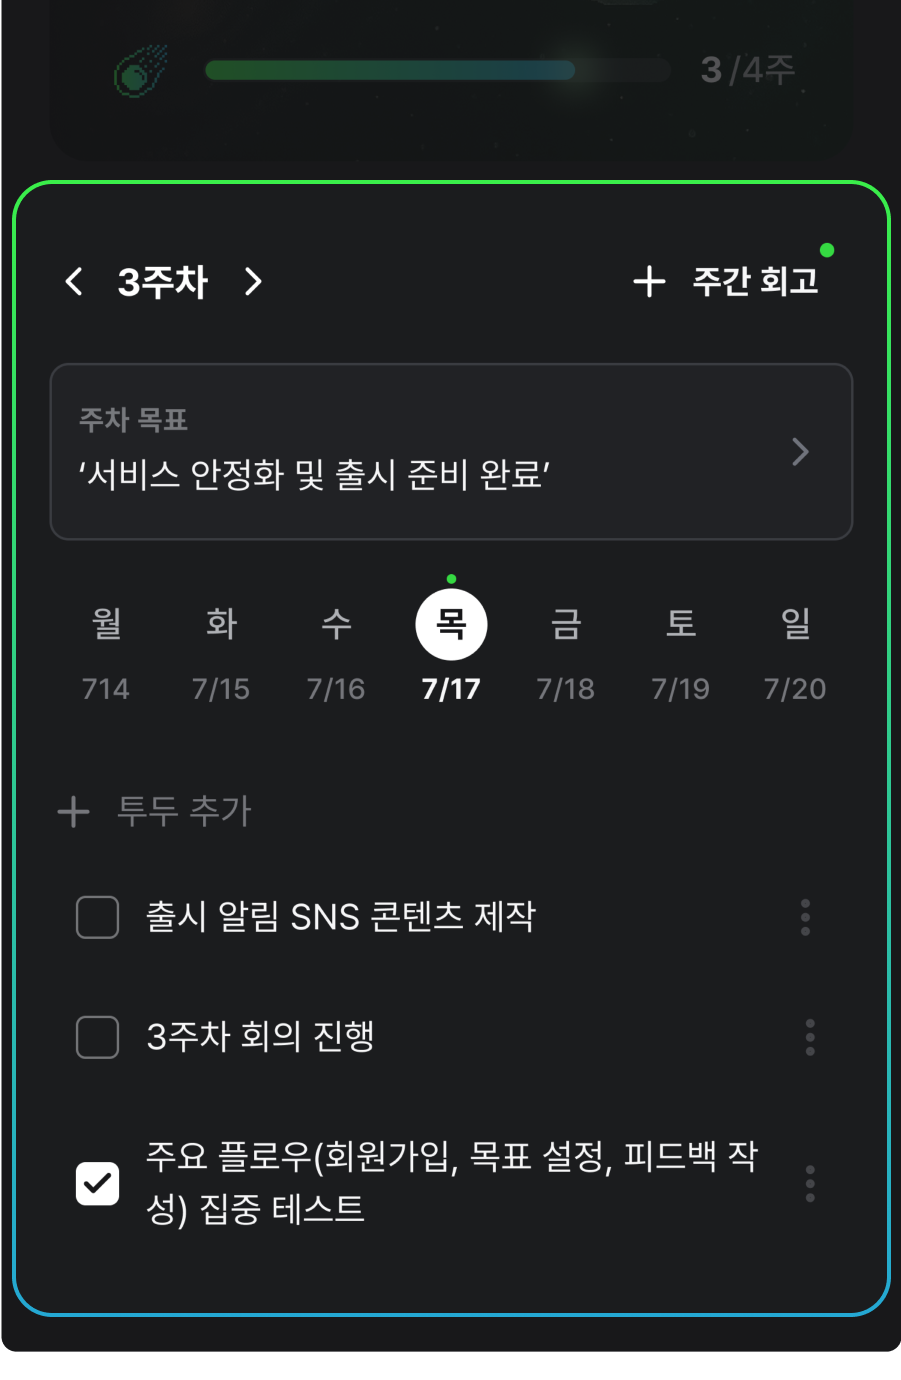 3/4주
3주차
주간 회고
주차 목표
‘서비스 안정화 및 출시 준비 완료’
월 화 수 목 금 토 일
714 7/15 7/16 7/17 7/18 7/19 7/20
투두 추가
출시 알림 SNS 콘텐츠 제작
3주차 회의 진행
주요 플로우(회원가입, 목표 설정, 피드백 작
성) 집중 테스트